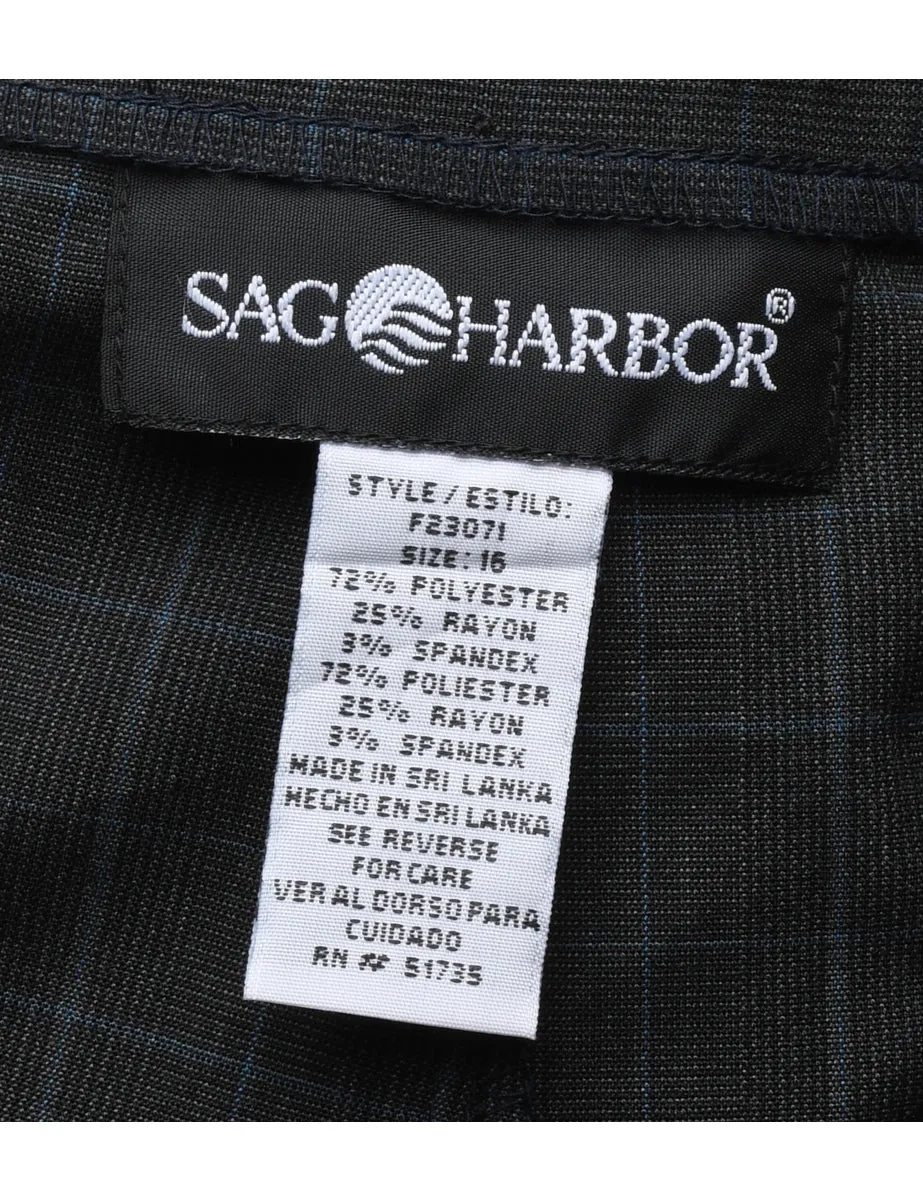 SAG HARBOR®
STYLE/ESTILO:
F23071
SIZE: 16
72% POLYESTER
25% RAYON
3% SPANDEX
72% POLIESTER
25% RAYON
3% SPANDEX
MADE IN SRI LANKA
HECHO EN SRI LANKA
SEE REVERSE
FOR CARE
VER AL DORSO PARA
CUIDADO
RN # 51735